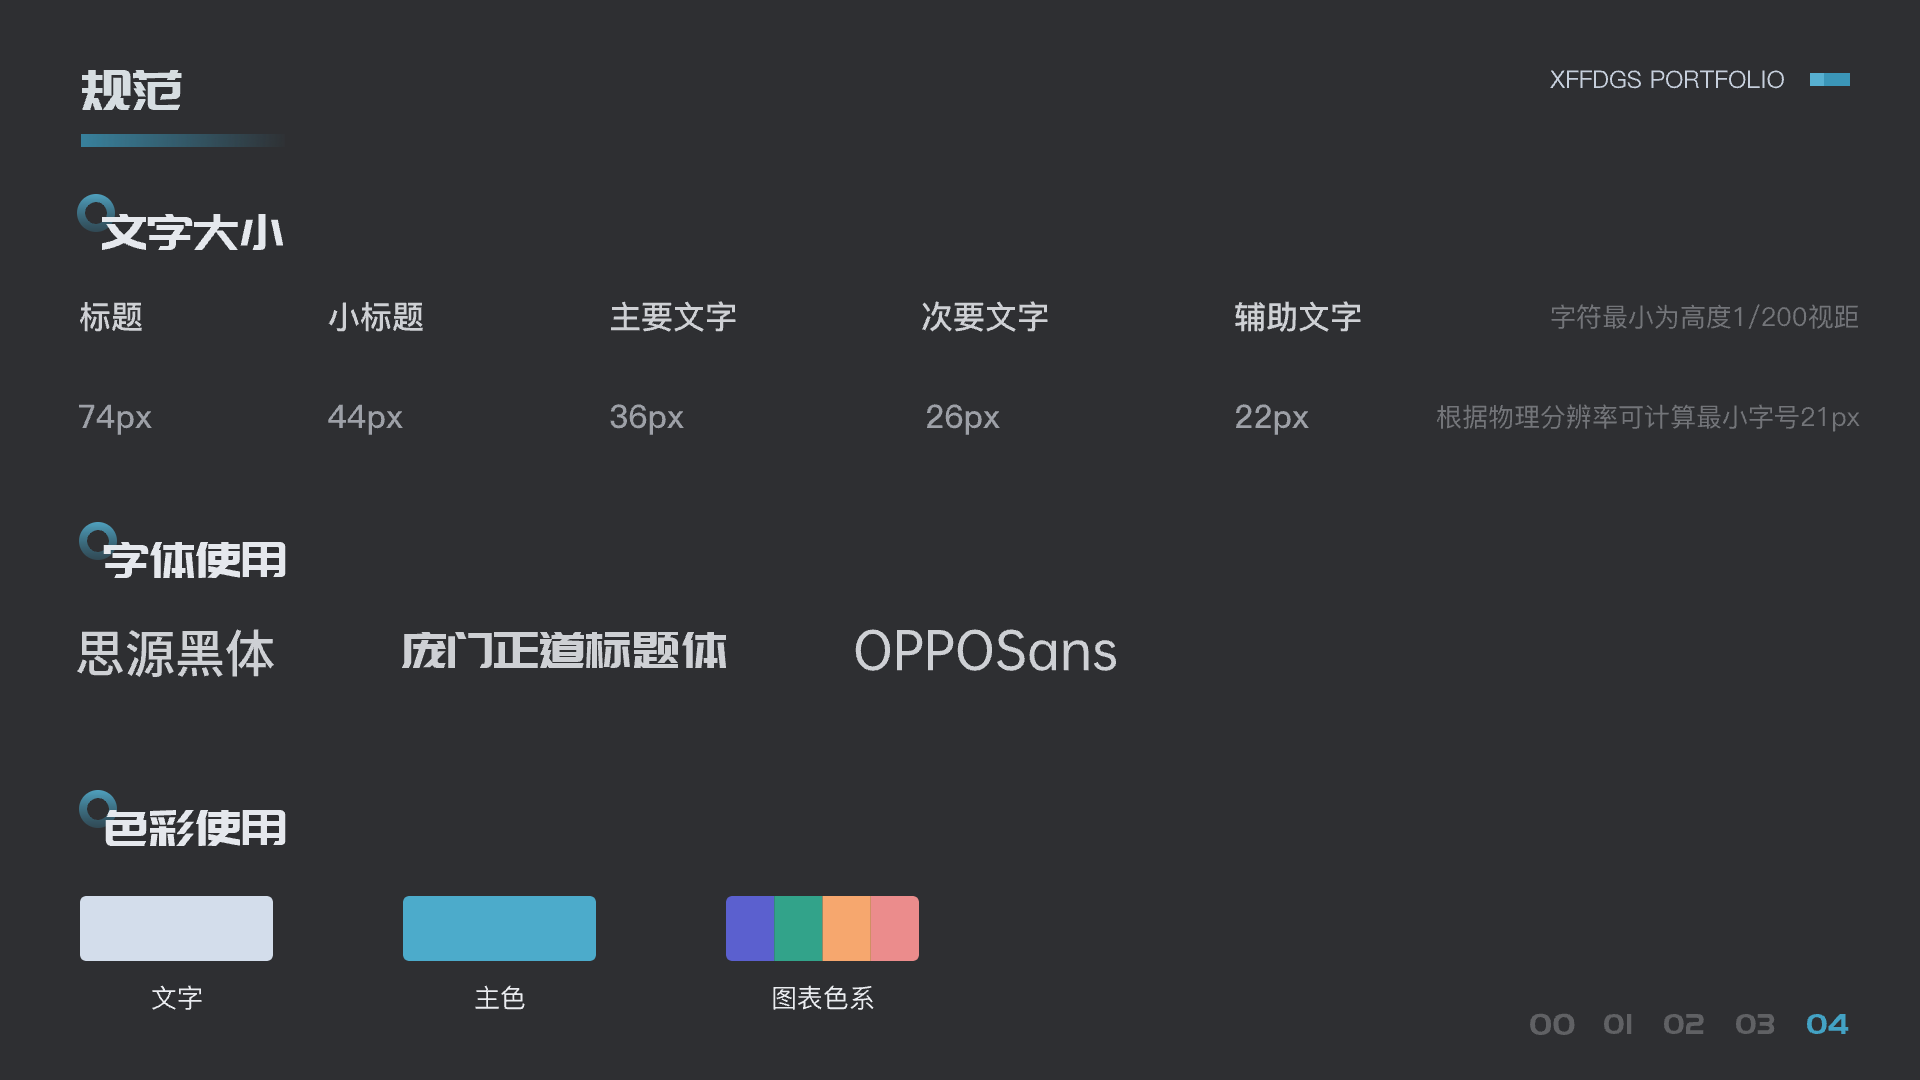 规范
XFFDGS PORTFOLIO
文字大小
标题 小标题 主要文字 次要文字 辅助文字 字符最小为高度1/200视距
74px 44px 36px 26px 22px 根据物理分辨率可计算最小字号21px
字体使用
思源黑体 庞门正道标题体 OPPOSans
色彩使用
文字 主色 图表色系
00 01 02 03 04